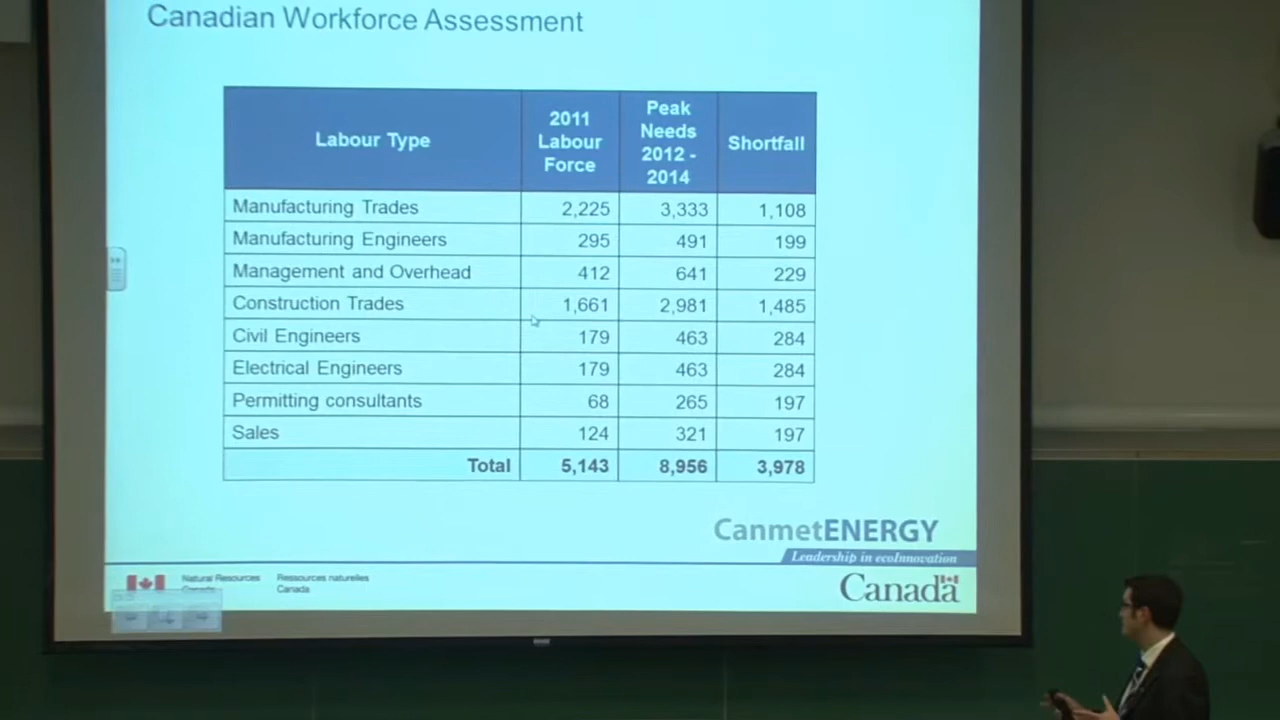 Canadian Workforce Assessment
Labour Type 2011 Labour Force Peak Needs 2012 - 2014 Shortfall
Manufacturing Trades 2,225 3,333 1,108
Manufacturing Engineers 295 491 199
Management and Overhead 412 641 229
Construction Trades 1,661 2,981 1,485
Civil Engineers 179 463 284
Electrical Engineers 179 463 284
Permitting consultants 68 265 197
Sales 124 321 197
Total 5,143 8,956 3,978
CanmetENERGY
Leadership in ecoInnovation
Natural Resources Ressources naturelles
Canada Canada
Canada